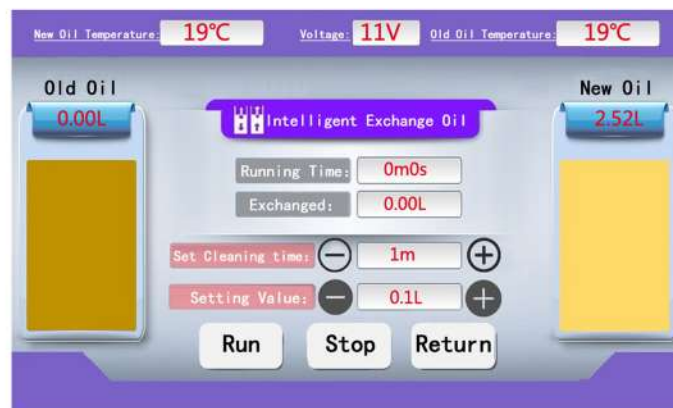 New Oil Temperature: 19℃ Voltage: 11V Old Oil Temperature: 19℃
Old Oil
0.00L
New Oil
2.52L
Intelligent Exchange Oil
Running Time: 0m0s
Exchanged: 0.00L
Set Cleaning time: − 1m +
Setting Value: − 0.1L +
Run Stop Return